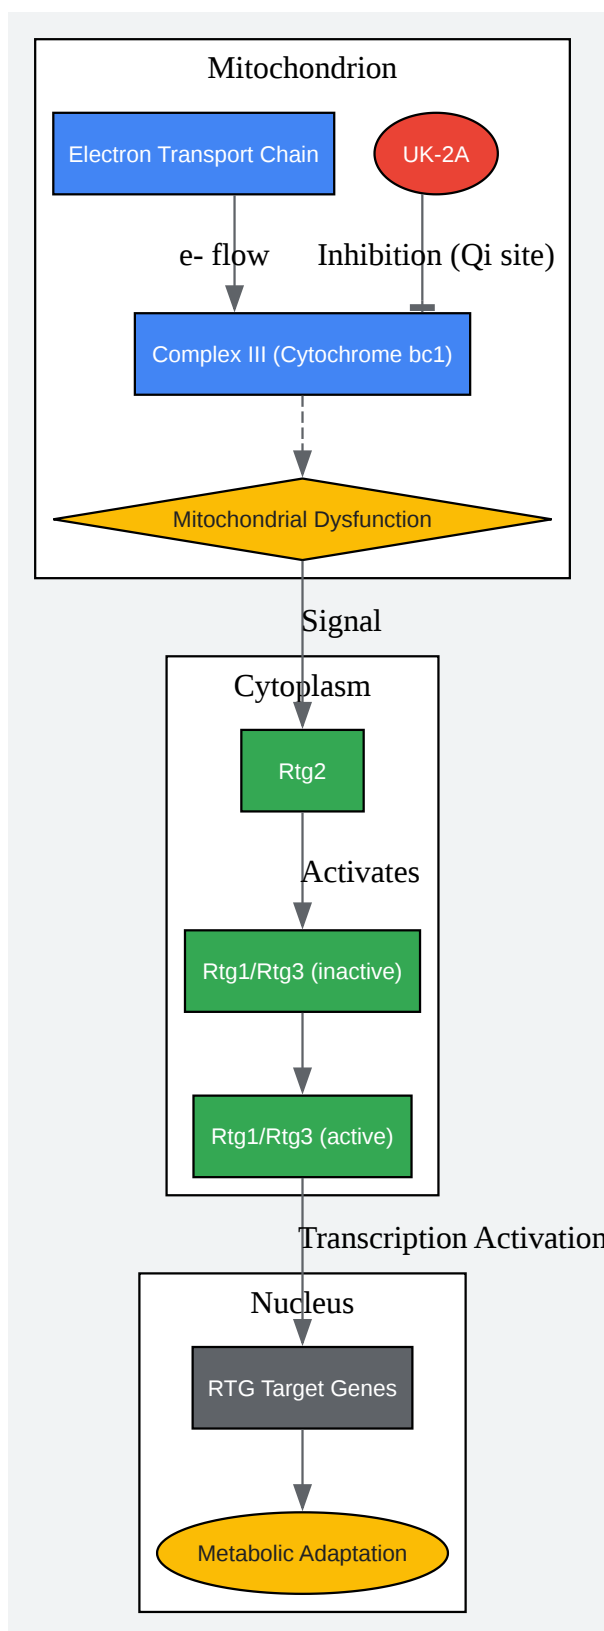 Mitochondrion
Electron Transport Chain
UK-2A
e- flow
Inhibition (Qi site)
Complex III (Cytochrome bc1)
Mitochondrial Dysfunction
Signal
Cytoplasm
Rtg2
Activates
Rtg1/Rtg3 (inactive)
Rtg1/Rtg3 (active)
Transcription Activation
Nucleus
RTG Target Genes
Metabolic Adaptation